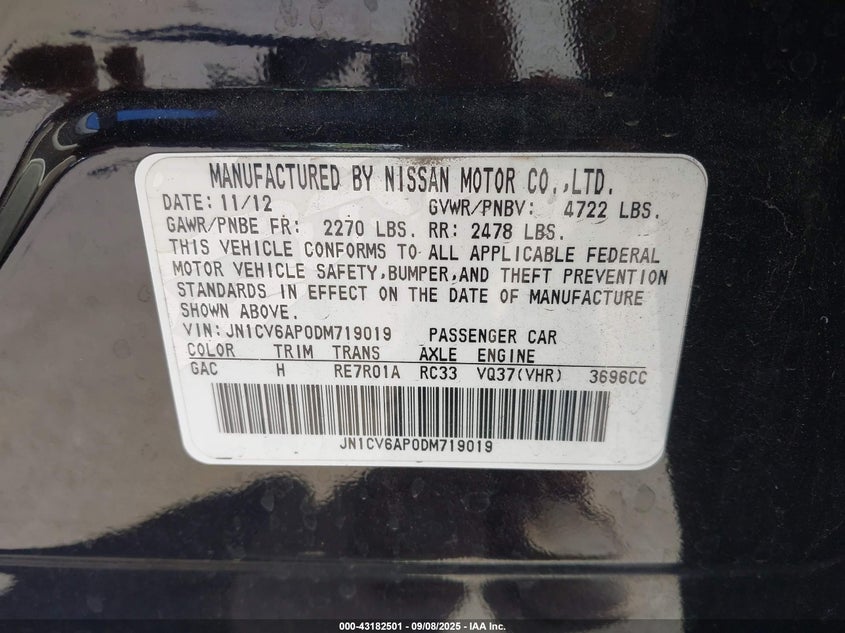 MANUFACTURED BY NISSAN MOTOR CO.,LTD.
DATE: 11/12 GVWR/PNBV: 4722 LBS.
GAWR/PNBE FR: 2270 LBS. RR: 2478 LBS.
THIS VEHICLE CONFORMS TO ALL APPLICABLE FEDERAL
MOTOR VEHICLE SAFETY,BUMPER,AND THEFT PREVENTION
STANDARDS IN EFFECT ON THE DATE OF MANUFACTURE
SHOWN ABOVE.
VIN:JN1CV6AP0DM719019 PASSENGER CAR
COLOR TRIM TRANS AXLE ENGINE
GAC H RE7R01A RC33 VQ37(VHR) 3696CC
JN1CV6AP0DM719019
000-43182501 - 09/08/2025 - IAA Inc.